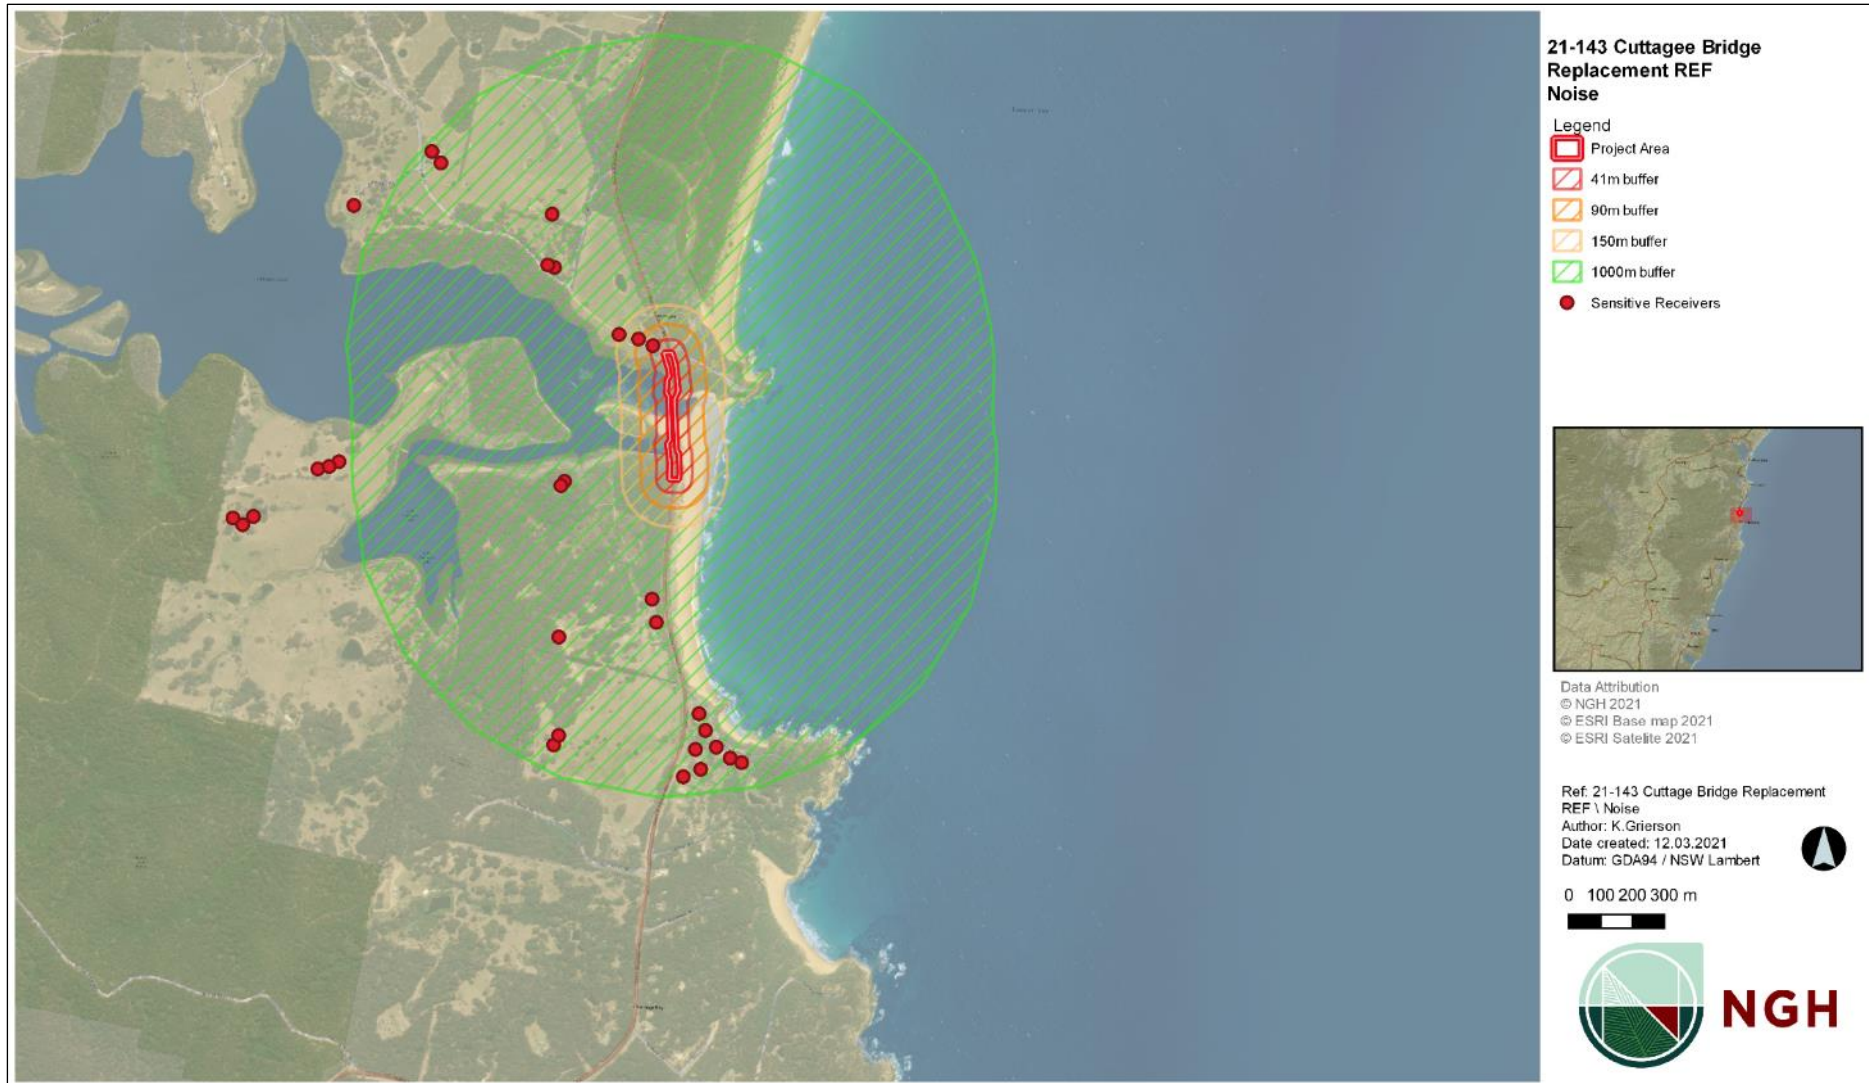 21-143 Cuttagee Bridge
Replacement REF
Noise
Legend
Project Area
41m buffer
90m buffer
150m buffer
1000m buffer
Sensitive Receivers
Data Attribution
© NGH 2021
© ESRI Base map 2021
© ESRI Satelite 2021
Ref: 21-143 Cuttage Bridge Replacement
REF \ Noise
Author: K.Grierson
Date created: 12.03.2021
Datum: GDA94 / NSW Lambert
0 100 200 300 m
NGH